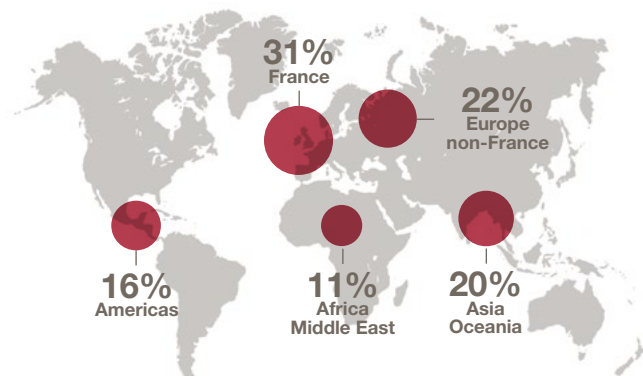 31%
France
22%
Europe
non-France
16%
Americas
11%
Africa
Middle East
20%
Asia
Oceania